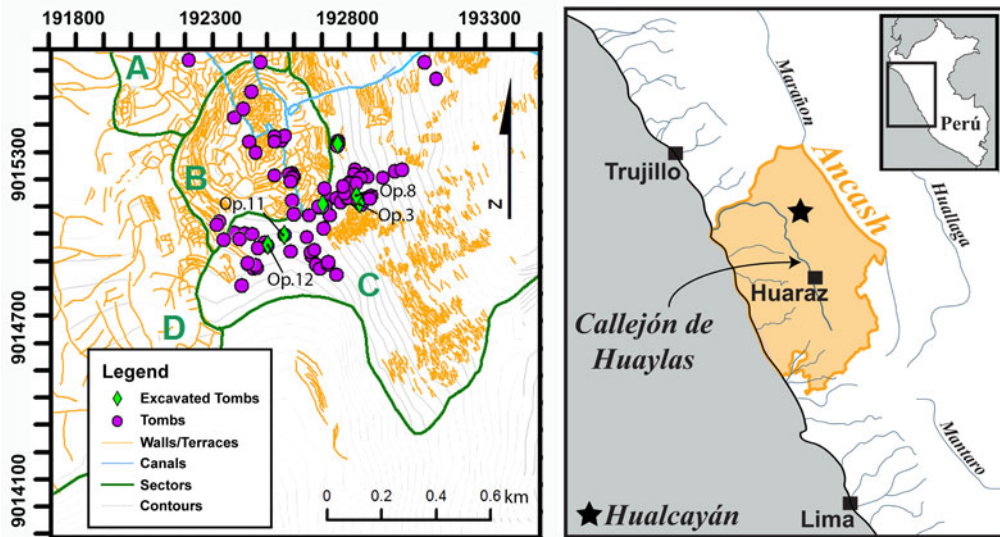 191800 192300 192800 193300
9015300
9014700
9014100
A
B
C
D
Op.8
Op.3
Op.11
Op.12
N
Legend
Excavated Tombs
Tombs
Walls/Terraces
Canals
Sectors
Contours
0 0.2 0.4 0.6 km
Perú
Marañon
Huallaga
Mantaro
Trujillo
Ancash
Huaraz
Callejón de
Huaylas
Lima
Hualcayán